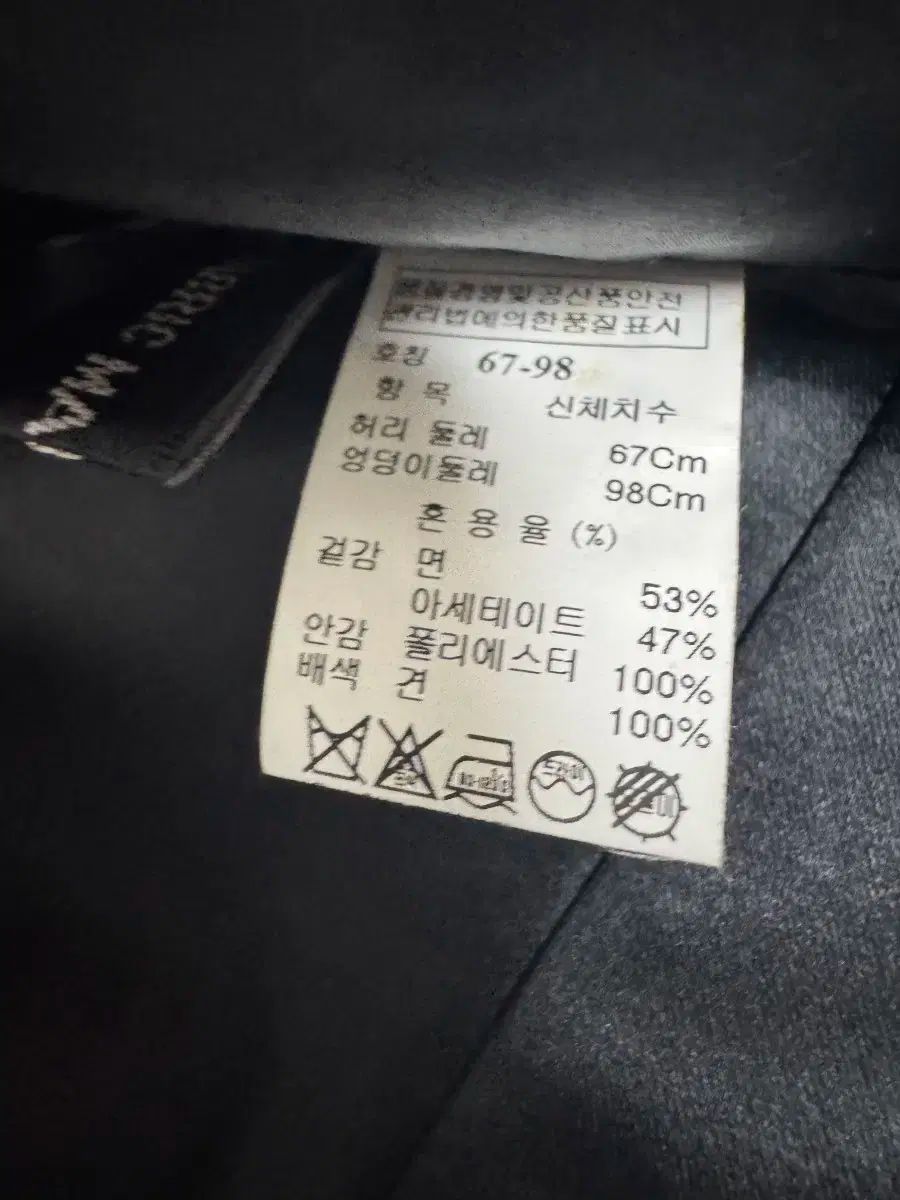 품질경영및공산품안전
관리법에의한품질표시
호칭 67-98
항 목 신체치수
허리 둘레 67Cm
엉덩이둘레 98Cm
혼 용 율 (%)
겉감 면 53%
아세테이트 47%
안감 폴리에스터 100%
배색 견 100%
드라이